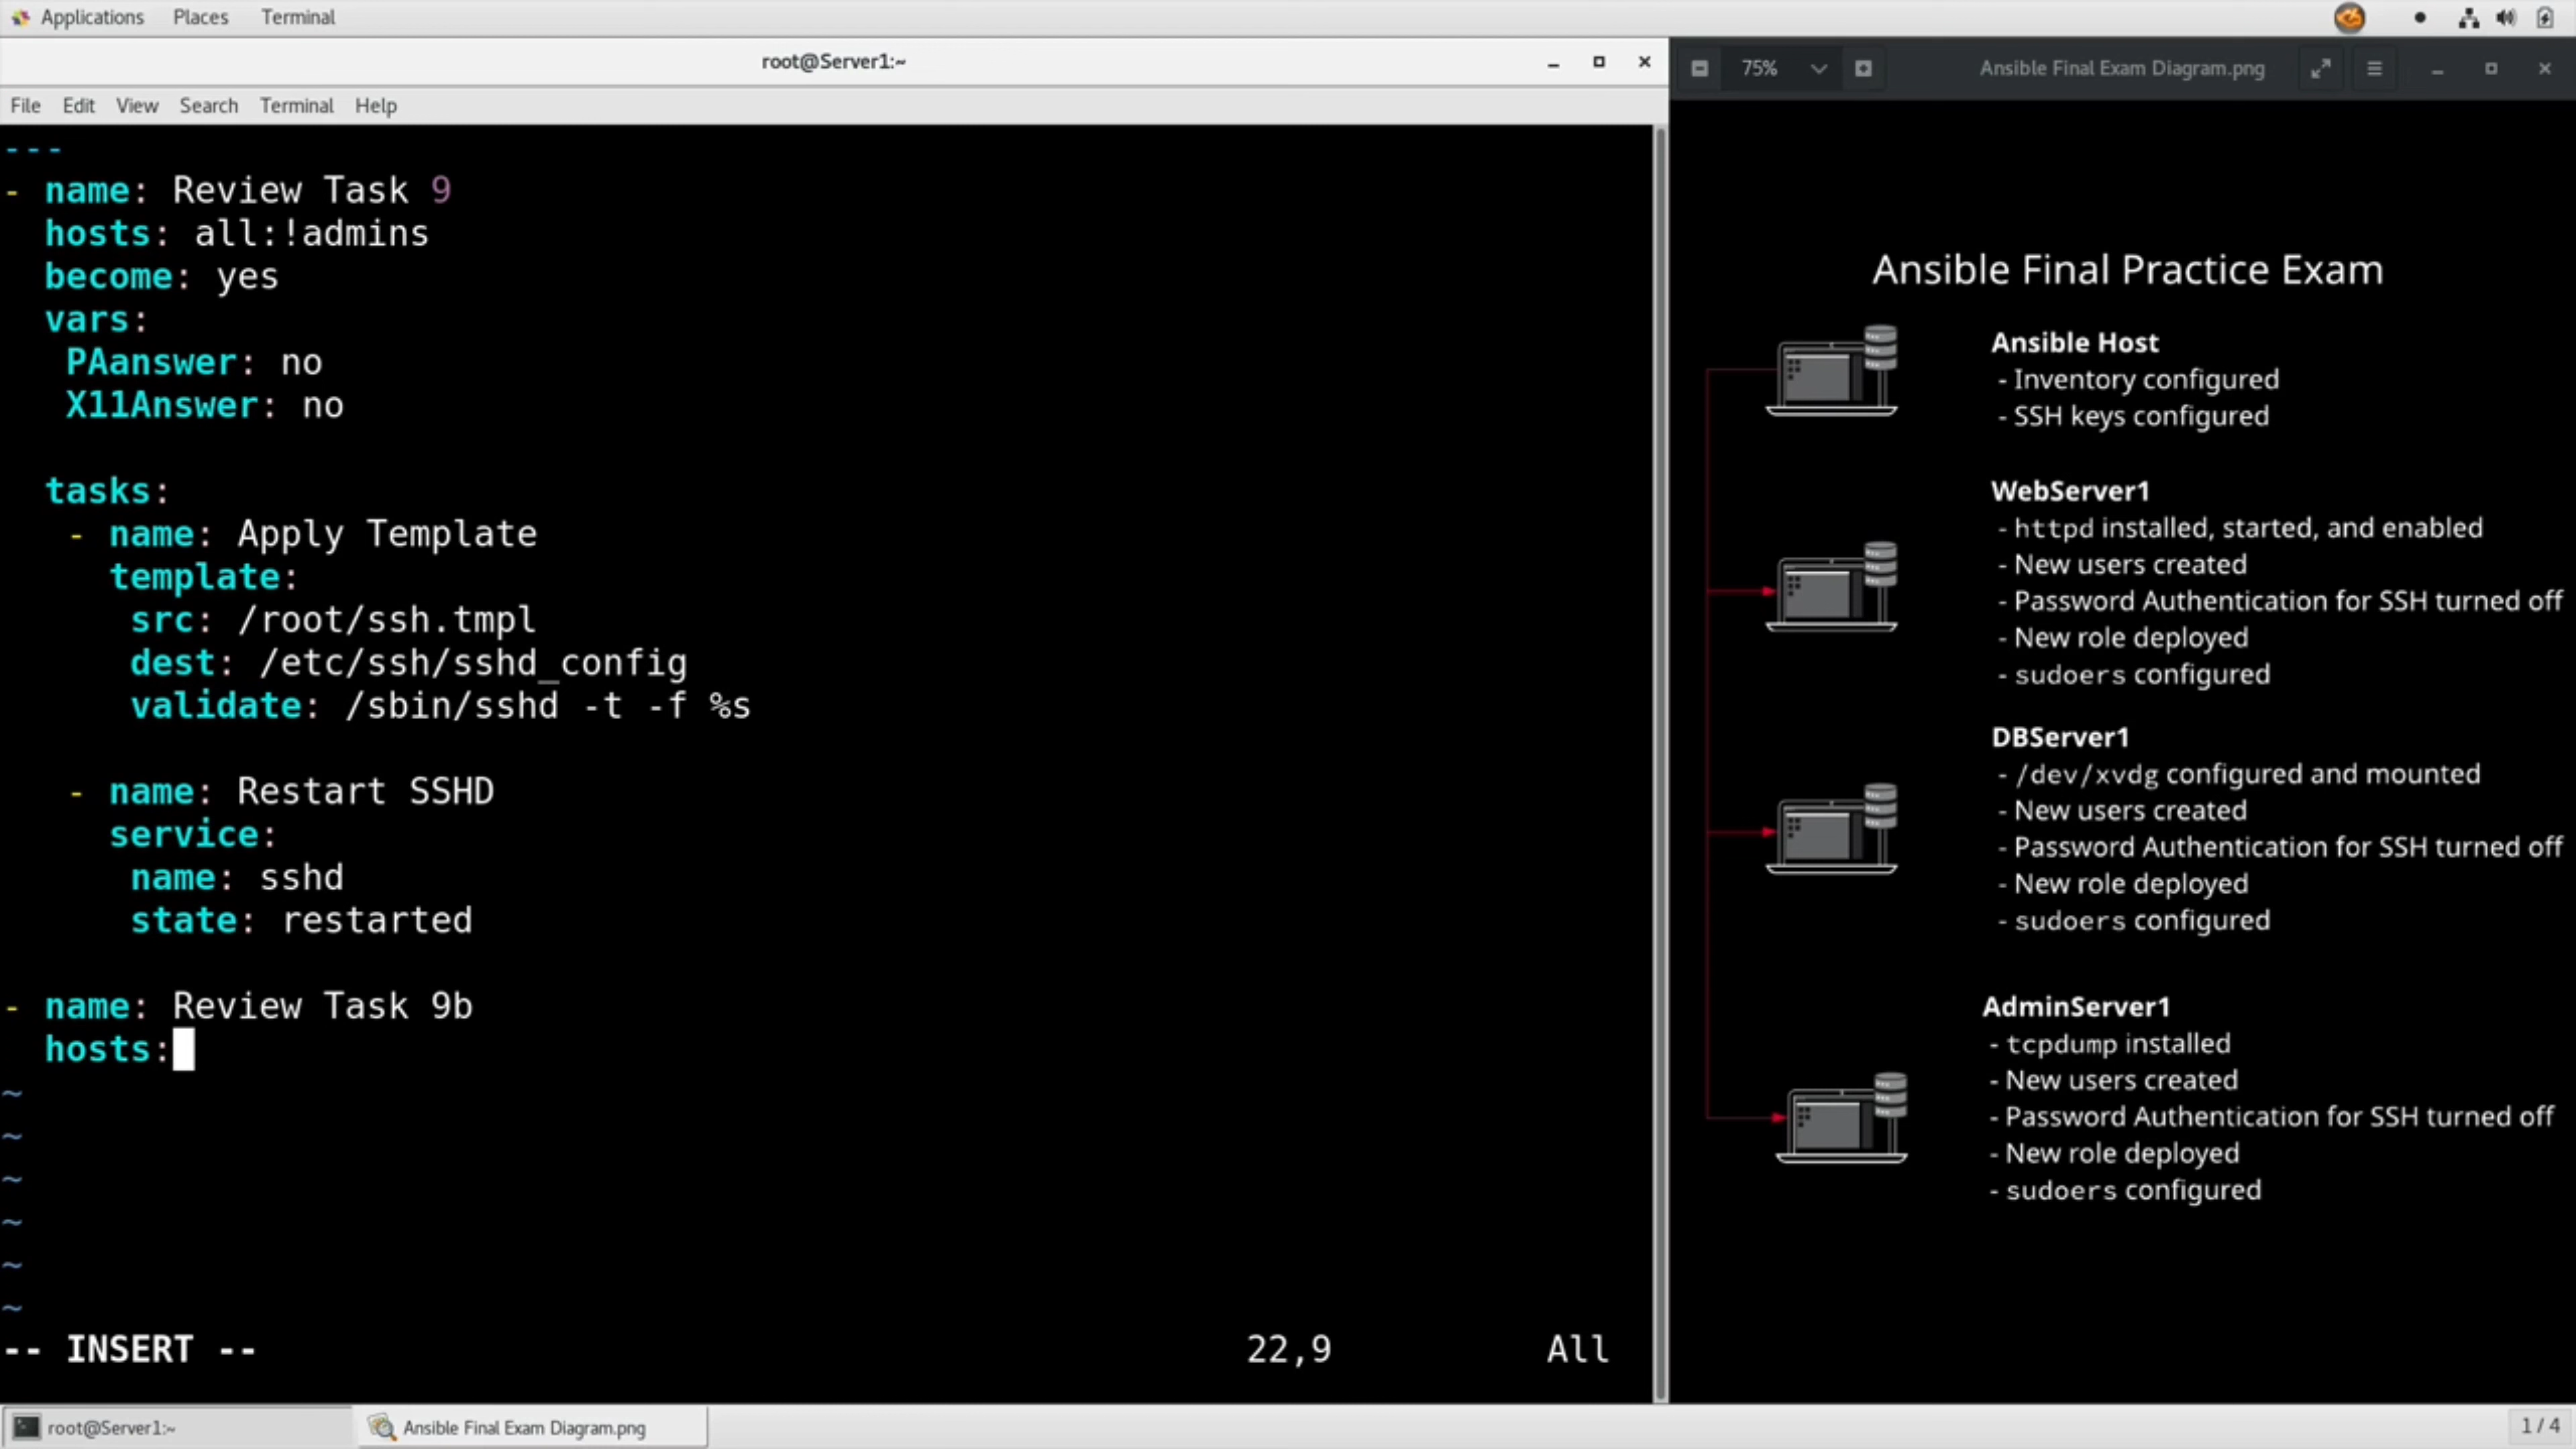 Applications Places Terminal
root@Server1:~
File Edit View Search Terminal Help
---
- name: Review Task 9
  hosts: all:!admins
  become: yes
  vars:
   PAanswer: no
   X11Answer: no

  tasks:
   - name: Apply Template
     template:
      src: /root/ssh.tmpl
      dest: /etc/ssh/sshd_config
      validate: /sbin/sshd -t -f %s

   - name: Restart SSHD
     service:
      name: sshd
      state: restarted

- name: Review Task 9b
  hosts:
~
~
~
~
~
~
-- INSERT -- 22,9 All
75% Ansible Final Exam Diagram.png
Ansible Final Practice Exam
Ansible Host
- Inventory configured
- SSH keys configured
WebServer1
- httpd installed, started, and enabled
- New users created
- Password Authentication for SSH turned off
- New role deployed
- sudoers configured
DBServer1
- /dev/xvdg configured and mounted
- New users created
- Password Authentication for SSH turned off
- New role deployed
- sudoers configured
AdminServer1
- tcpdump installed
- New users created
- Password Authentication for SSH turned off
- New role deployed
- sudoers configured
root@Server1:~ Ansible Final Exam Diagram.png 1 / 4